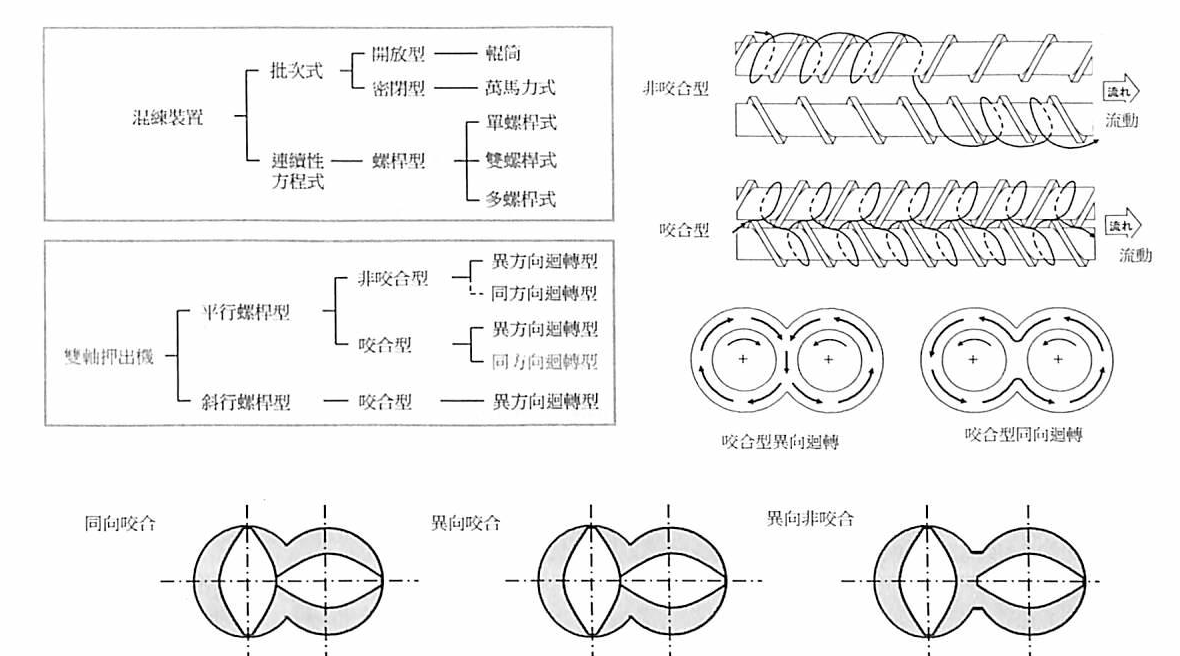 混練裝置
批次式
開放型
輥筒
密閉型
萬馬力式
連續性
方程式
螺桿型
單螺桿式
雙螺桿式
多螺桿式
雙軸押出機
平行螺桿型
非咬合型
異方向迴轉型
同方向迴轉型
咬合型
異方向迴轉型
同方向迴轉型
斜行螺桿型
咬合型
異方向迴轉型
非咬合型
流れ
流動
咬合型
流れ
流動
咬合型異向迴轉
咬合型同向迴轉
同向咬合
異向咬合
異向非咬合